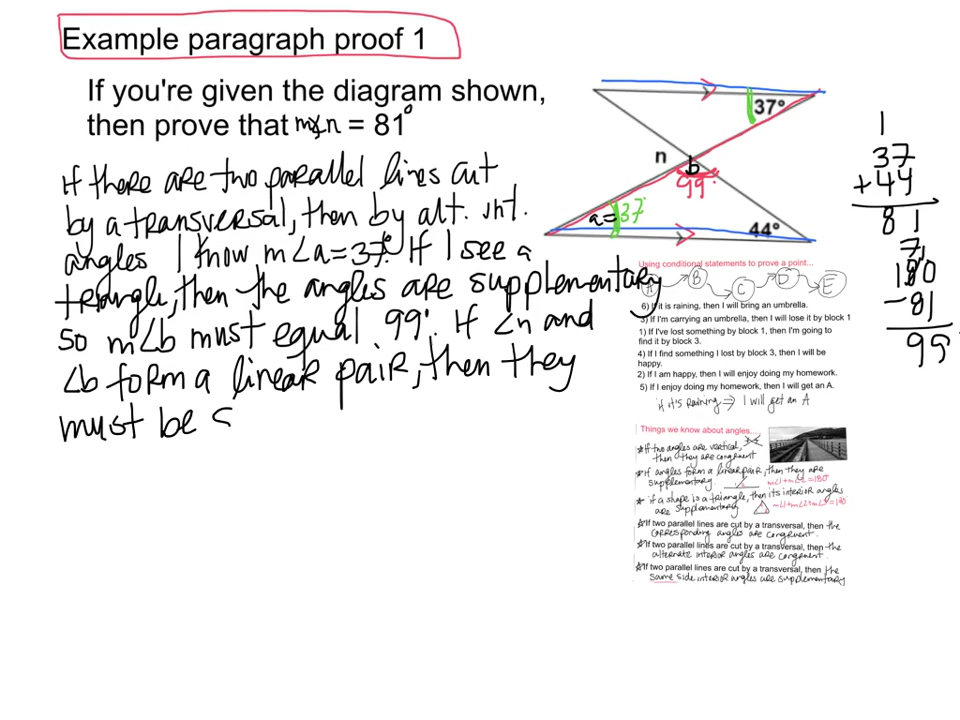 Example paragraph proof 1
If you're given the diagram shown,
then prove that m∠n = 81°
If there are two parallel lines cut
by a transversal, then by alt. int.
angles I know m∠a=37°. If I see a
triangle, then the angles are supplementary
so m∠b must equal 99°. If ∠n and
∠b form a linear pair, then they
must be s
37°
n
b
99°
a=37°
44°
1
37
+44
81
7 1
180
-81
99
Using conditional statements to prove a point...
A B C D E
6) If it is raining, then I will bring an umbrella.
3) If I'm carrying an umbrella, then I will lose it by block 1
1) If I've lost something by block 1, then I'm going to
find it by block 3.
4) If I find something I lost by block 3, then I will be
happy.
2) If I am happy, then I will enjoy doing my homework.
5) If I enjoy doing my homework, then I will get an A.
if it's raining → I will get an A
Things we know about angles....
If two angles are vertical,
then they are congruent
If angles form a linear pair, then they are
supplementary.
m∠1+m∠2=180
if a shape is a triangle, then its interior angles
are supplementary
m∠1+m∠2+m∠3=180
If two parallel lines are cut by a transversal, then the
corresponding angles are congruent.
If two parallel lines are cut by a transversal, then the
alternate interior angles are congruent.
If two parallel lines are cut by a transversal, then the
same side interior angles are supplementary